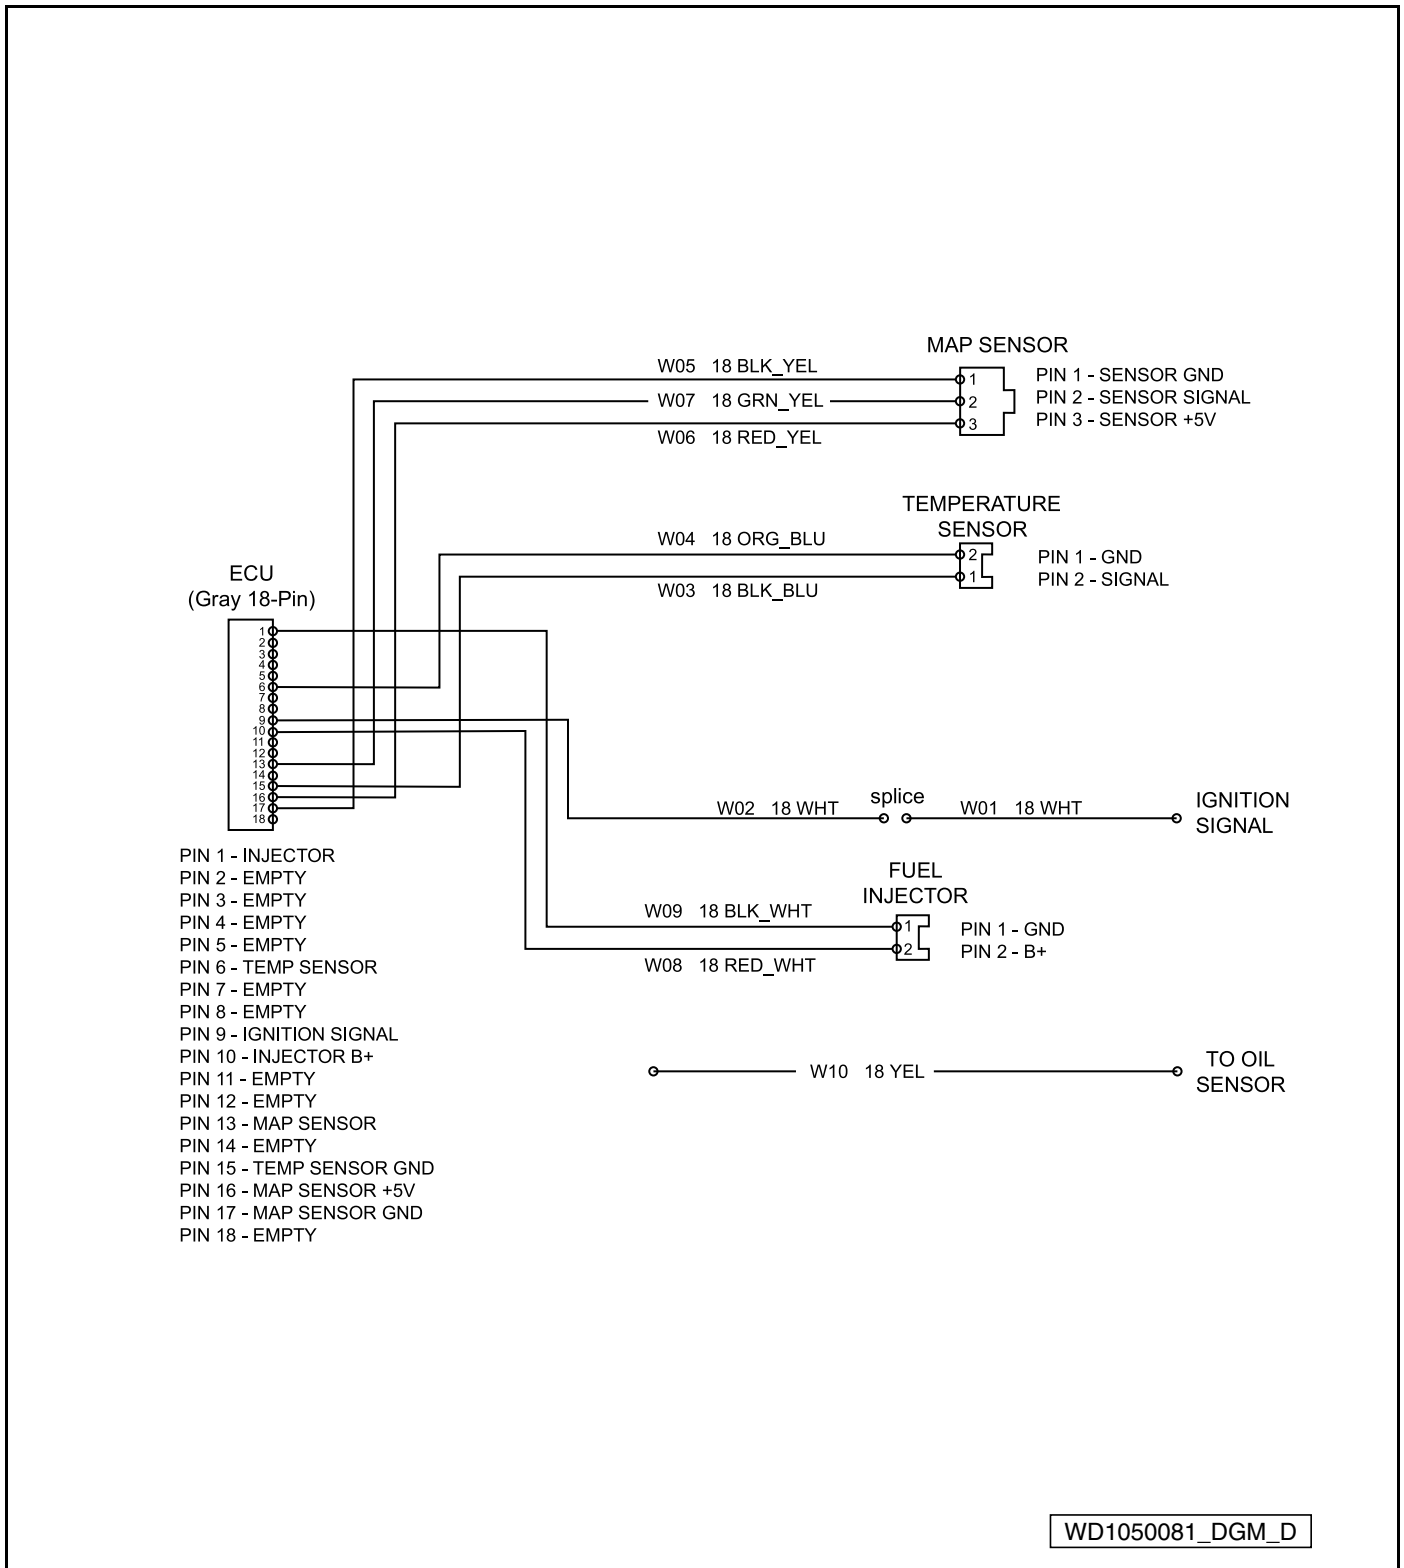 MAP SENSOR
W05 18 BLK_YEL
W07 18 GRN_YEL
W06 18 RED_YEL
1
2
3
PIN 1 - SENSOR GND
PIN 2 - SENSOR SIGNAL
PIN 3 - SENSOR +5V
TEMPERATURE
SENSOR
W04 18 ORG_BLU
W03 18 BLK_BLU
2
1
PIN 1 - GND
PIN 2 - SIGNAL
ECU
(Gray 18-Pin)
1
2
3
4
5
6
7
8
9
10
11
12
13
14
15
16
17
18
W02 18 WHT
splice
W01 18 WHT
IGNITION
SIGNAL
FUEL
INJECTOR
W09 18 BLK_WHT
W08 18 RED_WHT
1
2
PIN 1 - GND
PIN 2 - B+
W10 18 YEL
TO OIL
SENSOR
PIN 1 - INJECTOR
PIN 2 - EMPTY
PIN 3 - EMPTY
PIN 4 - EMPTY
PIN 5 - EMPTY
PIN 6 - TEMP SENSOR
PIN 7 - EMPTY
PIN 8 - EMPTY
PIN 9 - IGNITION SIGNAL
PIN 10 - INJECTOR B+
PIN 11 - EMPTY
PIN 12 - EMPTY
PIN 13 - MAP SENSOR
PIN 14 - EMPTY
PIN 15 - TEMP SENSOR GND
PIN 16 - MAP SENSOR +5V
PIN 17 - MAP SENSOR GND
PIN 18 - EMPTY
WD1050081_DGM_D